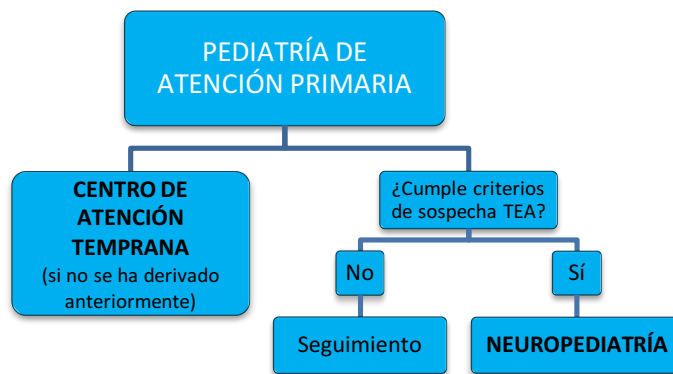 PEDIATRÍA DE
ATENCIÓN PRIMARIA
CENTRO DE
ATENCIÓN
TEMPRANA
(si no se ha derivado
anteriormente)
¿Cumple criterios
de sospecha TEA?
No
Sí
Seguimiento
NEUROPEDIATRÍA